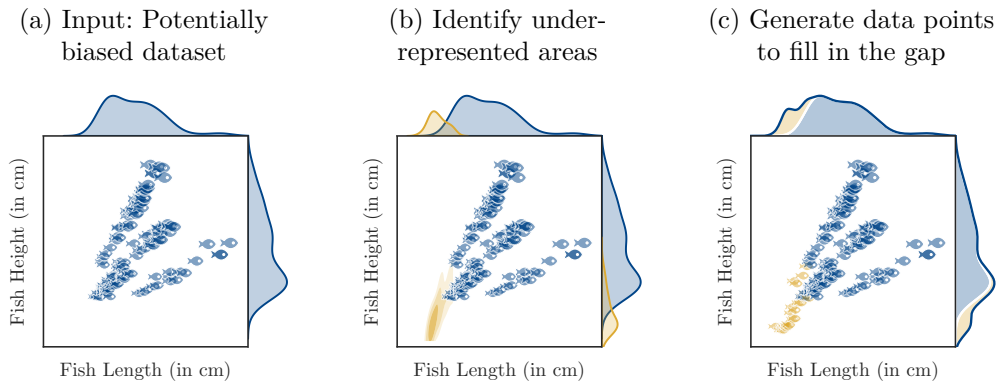 (a) Input: Potentially
biased dataset
(b) Identify under-
represented areas
(c) Generate data points
to fill in the gap
Fish Height (in cm)
Fish Length (in cm)
Fish Height (in cm)
Fish Length (in cm)
Fish Height (in cm)
Fish Length (in cm)